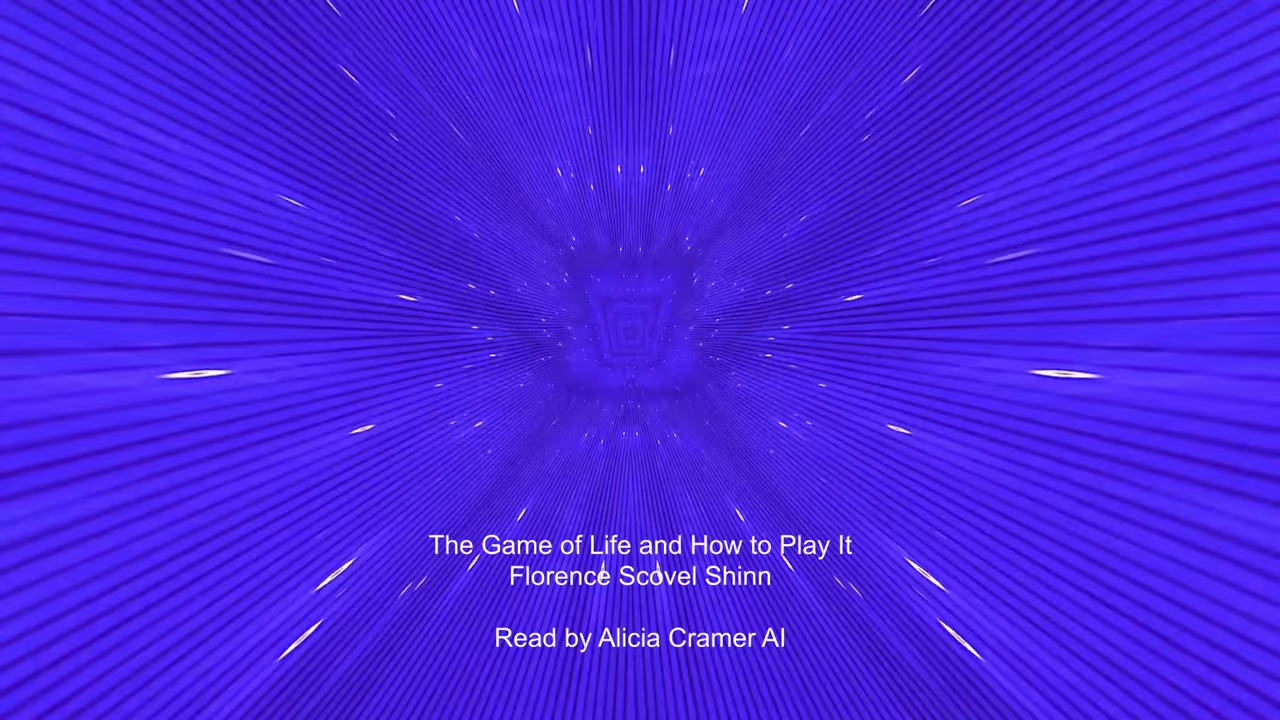 The Game of Life and How to Play It
Florence Scovel Shinn
Read by Alicia Cramer AI